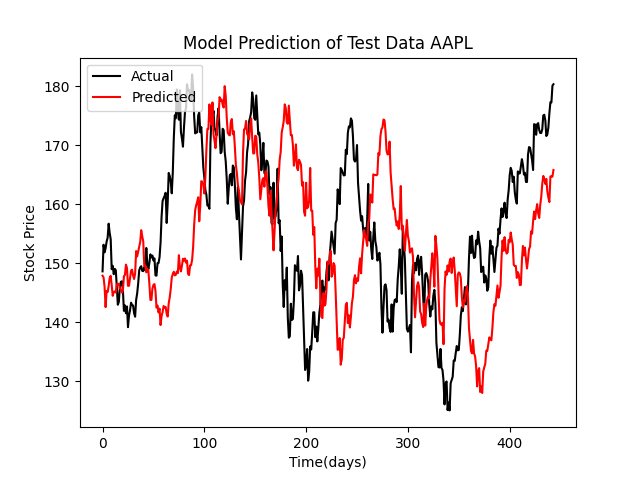 Model Prediction of Test Data AAPL
Actual
Predicted
180
170
160
150
140
130
Stock Price
0 100 200 300 400
Time(days)